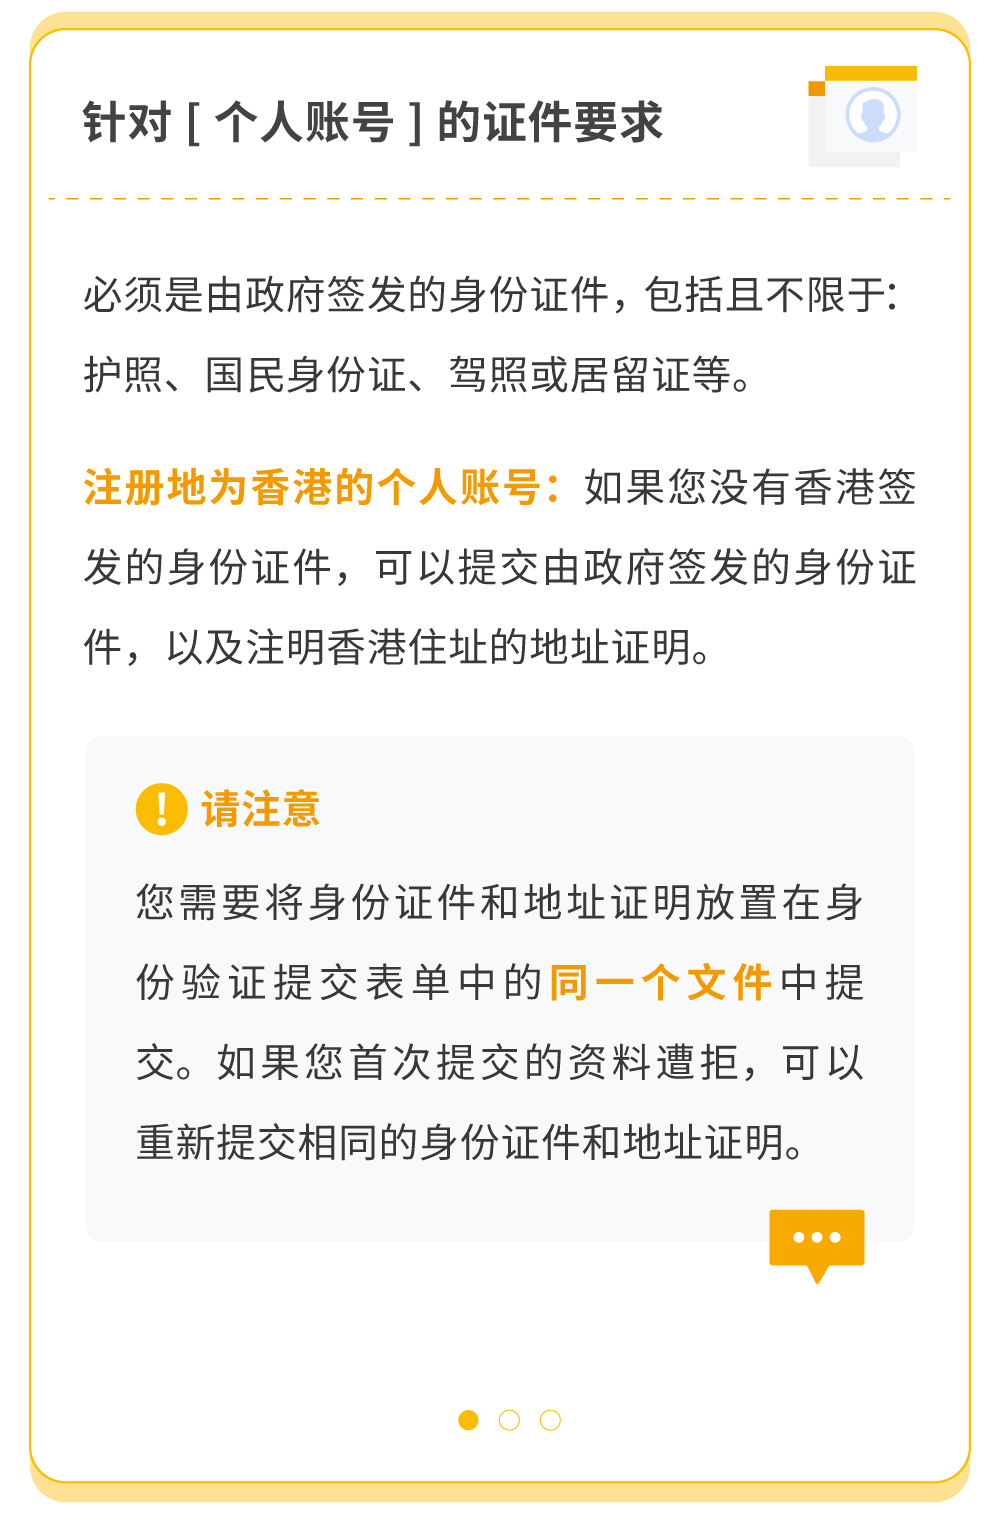 针对 [ 个人账号 ] 的证件要求
必须是由政府签发的身份证件，包括且不限于：
护照、国民身份证、驾照或居留证等。
注册地为香港的个人账号：如果您没有香港签
发的身份证件，可以提交由政府签发的身份证
件，以及注明香港住址的地址证明。
请注意
您需要将身份证件和地址证明放置在身
份验证提交表单中的同一个文件中提
交。如果您首次提交的资料遭拒，可以
重新提交相同的身份证件和地址证明。